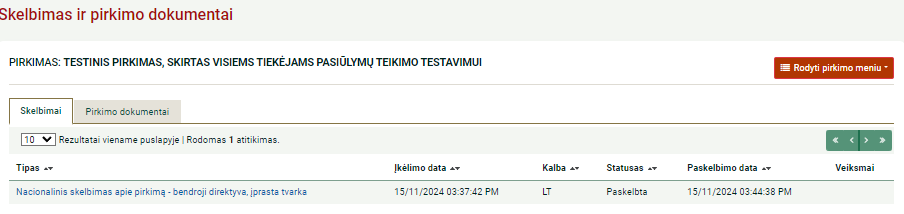 Skelbimas ir pirkimo dokumentai
PIRKIMAS: TESTINIS PIRKIMAS, SKIRTAS VISIEMS TIEKĖJAMS PASIŪLYMŲ TEIKIMO TESTAVIMUI
Rodyti pirkimo meniu
Skelbimai Pirkimo dokumentai
10 Rezultatai viename puslapyje | Rodomas 1 atitikimas.
Tipas Įkėlimo data Kalba Statusas Paskelbimo data Veiksmai
Nacionalinis skelbimas apie pirkimą - bendroji direktyva, įprasta tvarka 15/11/2024 03:37:42 PM LT Paskelbta 15/11/2024 03:44:38 PM